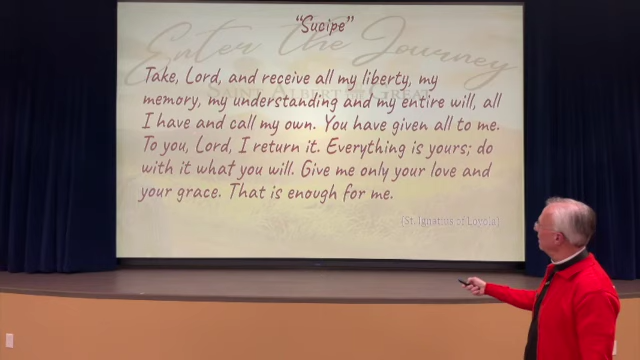 “Sucipe”
Enter the Journey
Take, Lord, and receive all my liberty, my
Saint Albert the Great
memory, my understanding and my entire will, all
I have and call my own. You have given all to me.
To you, Lord, I return it. Everything is yours; do
with it what you will. Give me only your love and
your grace. That is enough for me.
[St. Ignatius of Loyola]